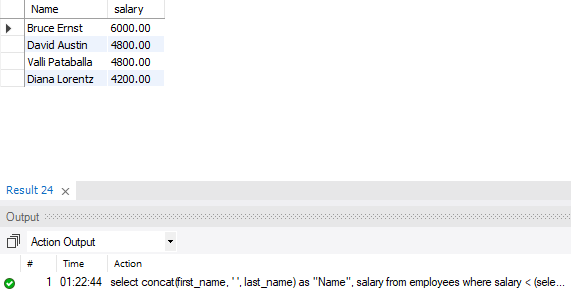 Name salary
Bruce Ernst 6000.00
David Austin 4800.00
Valli Pataballa 4800.00
Diana Lorentz 4200.00
Result 24 ×
Output
Action Output
# Time Action
1 01:22:44 select concat(first_name, ' ', last_name) as "Name", salary from employees where salary < (sele...